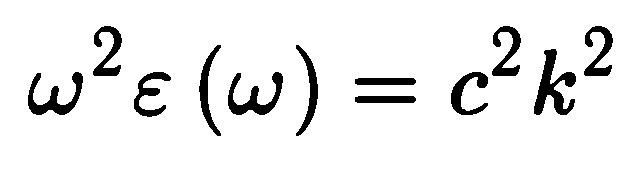 ω²ε(ω) = c²k²